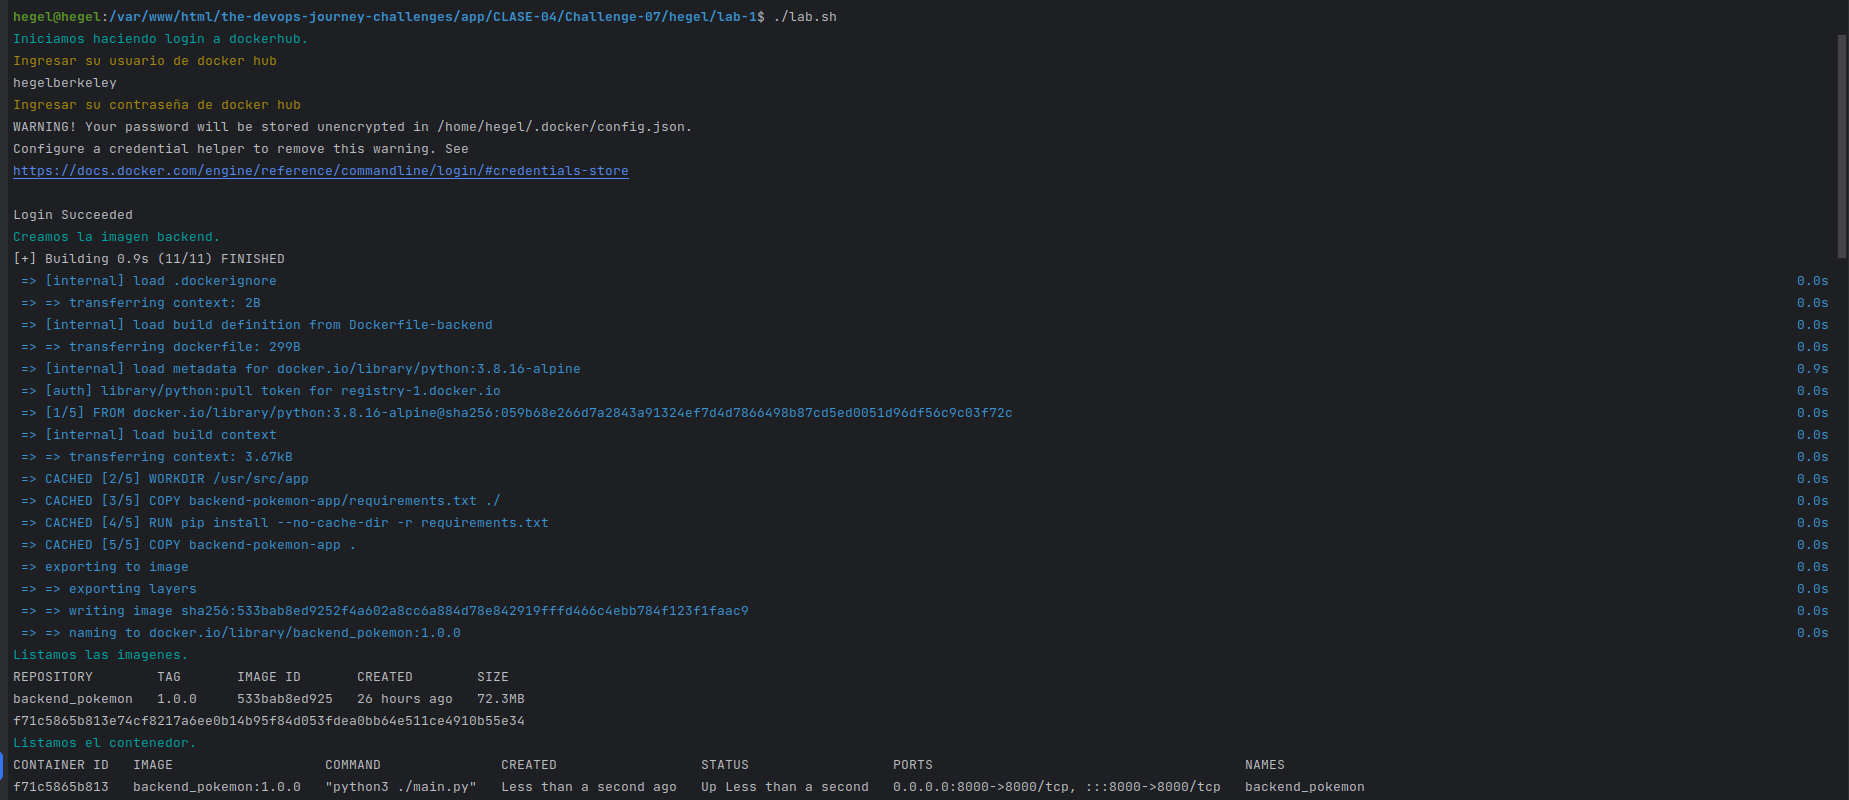 hegel@hegel:/var/www/html/the-devops-journey-challenges/app/CLASE-04/Challenge-07/hegel/lab-1$ ./lab.sh
Iniciamos haciendo login a dockerhub.
Ingresar su usuario de docker hub
hegelberkeley
Ingresar su contraseña de docker hub
WARNING! Your password will be stored unencrypted in /home/hegel/.docker/config.json.
Configure a credential helper to remove this warning. See
https://docs.docker.com/engine/reference/commandline/login/#credentials-store
Login Succeeded
Creamos la imagen backend.
[+] Building 0.9s (11/11) FINISHED
=> [internal] load .dockerignore 0.0s
=> => transferring context: 2B 0.0s
=> [internal] load build definition from Dockerfile-backend 0.0s
=> => transferring dockerfile: 299B 0.0s
=> [internal] load metadata for docker.io/library/python:3.8.16-alpine 0.9s
=> [auth] library/python:pull token for registry-1.docker.io 0.0s
=> [1/5] FROM docker.io/library/python:3.8.16-alpine@sha256:059b68e266d7a2843a91324ef7d4d7866498b87cd5ed0051d96df56c9c03f72c 0.0s
=> [internal] load build context 0.0s
=> => transferring context: 3.67kB 0.0s
=> CACHED [2/5] WORKDIR /usr/src/app 0.0s
=> CACHED [3/5] COPY backend-pokemon-app/requirements.txt ./ 0.0s
=> CACHED [4/5] RUN pip install --no-cache-dir -r requirements.txt 0.0s
=> CACHED [5/5] COPY backend-pokemon-app . 0.0s
=> exporting to image 0.0s
=> => exporting layers 0.0s
=> => writing image sha256:533bab8ed9252f4a602a8cc6a884d78e842919fffd466c4ebb784f123f1faac9 0.0s
=> => naming to docker.io/library/backend_pokemon:1.0.0 0.0s
Listamos las imagenes.
REPOSITORY TAG IMAGE ID CREATED SIZE
backend_pokemon 1.0.0 533bab8ed925 26 hours ago 72.3MB
f71c5865b813e74cf8217a6ee0b14b95f84d053fdea0bb64e511ce4910b55e34
Listamos el contenedor.
CONTAINER ID IMAGE COMMAND CREATED STATUS PORTS NAMES
f71c5865b813 backend_pokemon:1.0.0 "python3 ./main.py" Less than a second ago Up Less than a second 0.0.0.0:8000->8000/tcp, :::8000->8000/tcp backend_pokemon